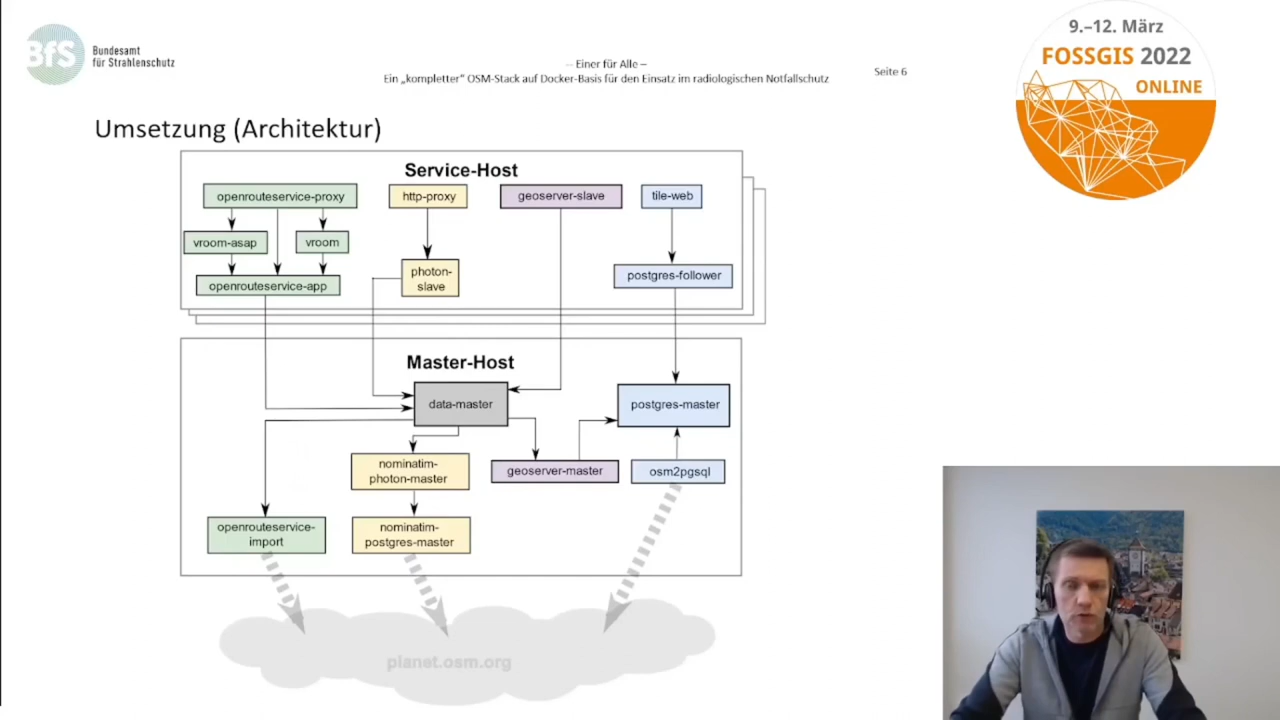 BfS
Bundesamt
für Strahlenschutz
-- Einer für Alle –
Ein „kompletter“ OSM-Stack auf Docker-Basis für den Einsatz im radiologischen Notfallschutz
Seite 6
9.–12. März
FOSSGIS 2022
ONLINE
Umsetzung (Architektur)
Service-Host
openrouteservice-proxy
http-proxy
geoserver-slave
tile-web
vroom-asap
vroom
photon-
slave
postgres-follower
openrouteservice-app
Master-Host
data-master
postgres-master
nominatim-
photon-master
geoserver-master
osm2pgsql
openrouteservice-
import
nominatim-
postgres-master
planet.osm.org